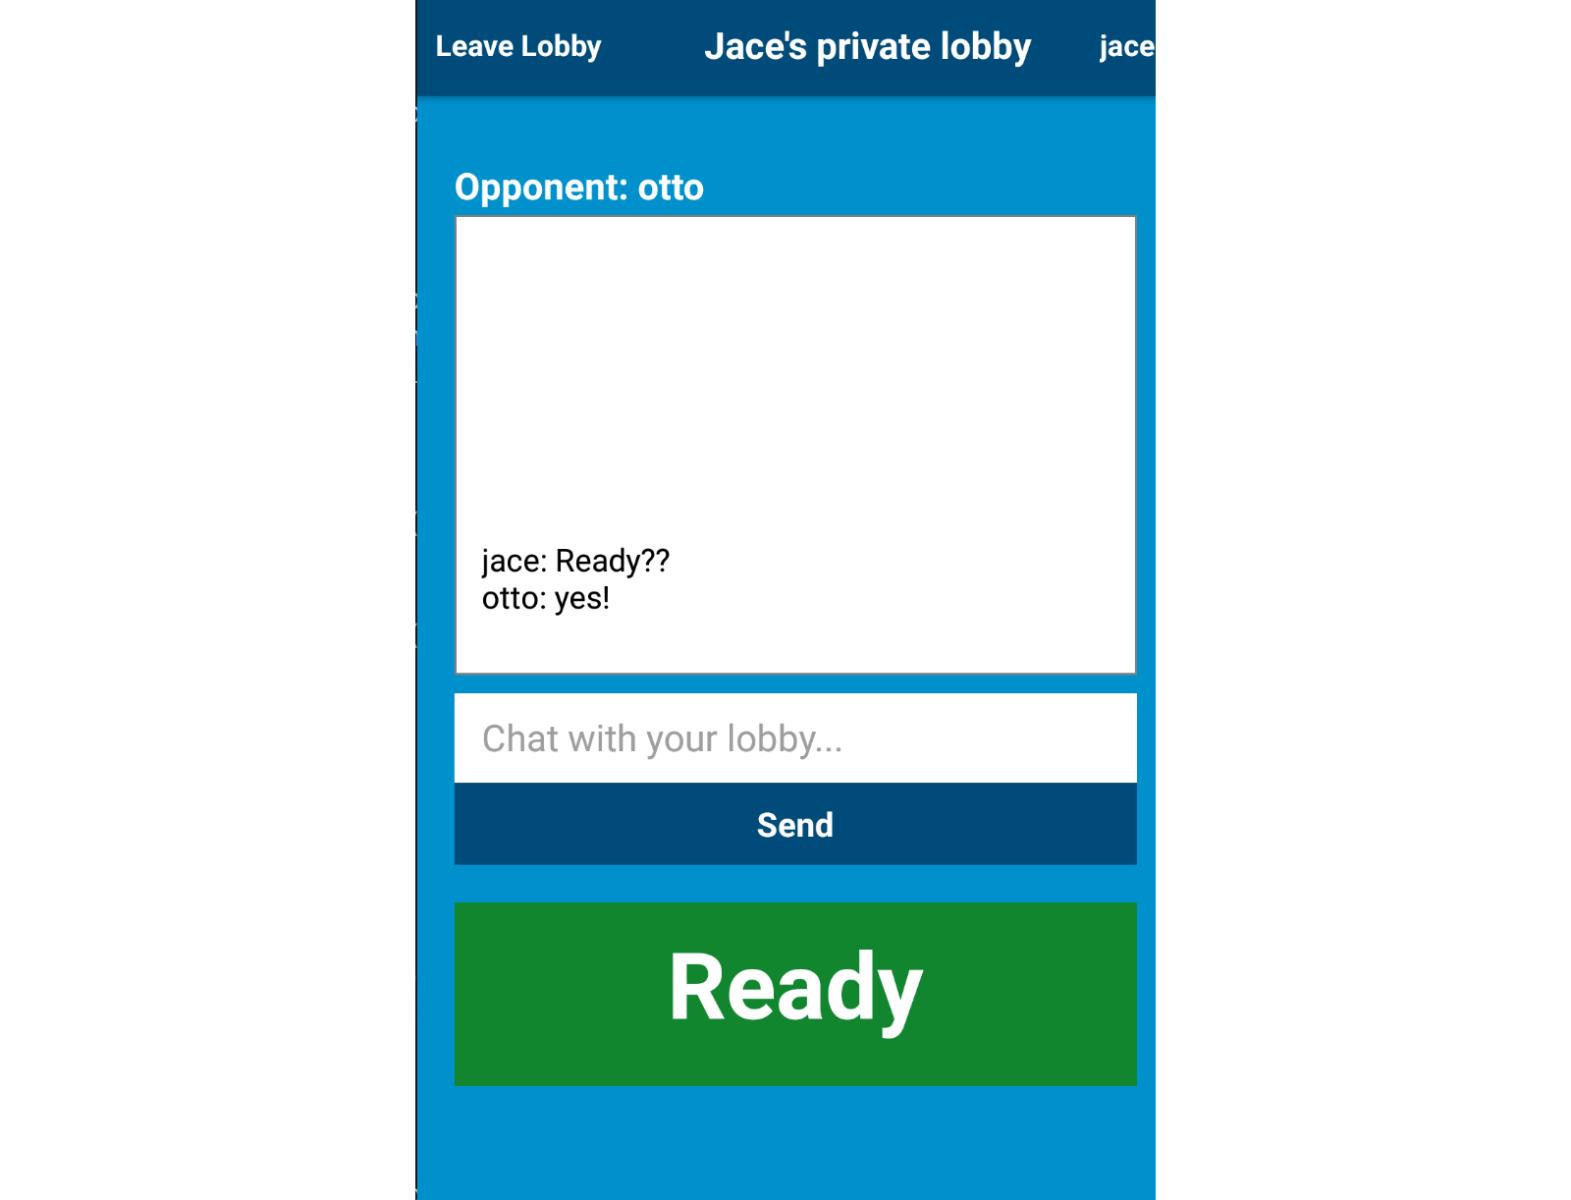 Leave Lobby Jace's private lobby jace
Opponent: otto
jace: Ready??
otto: yes!
Chat with your lobby...
Send
Ready